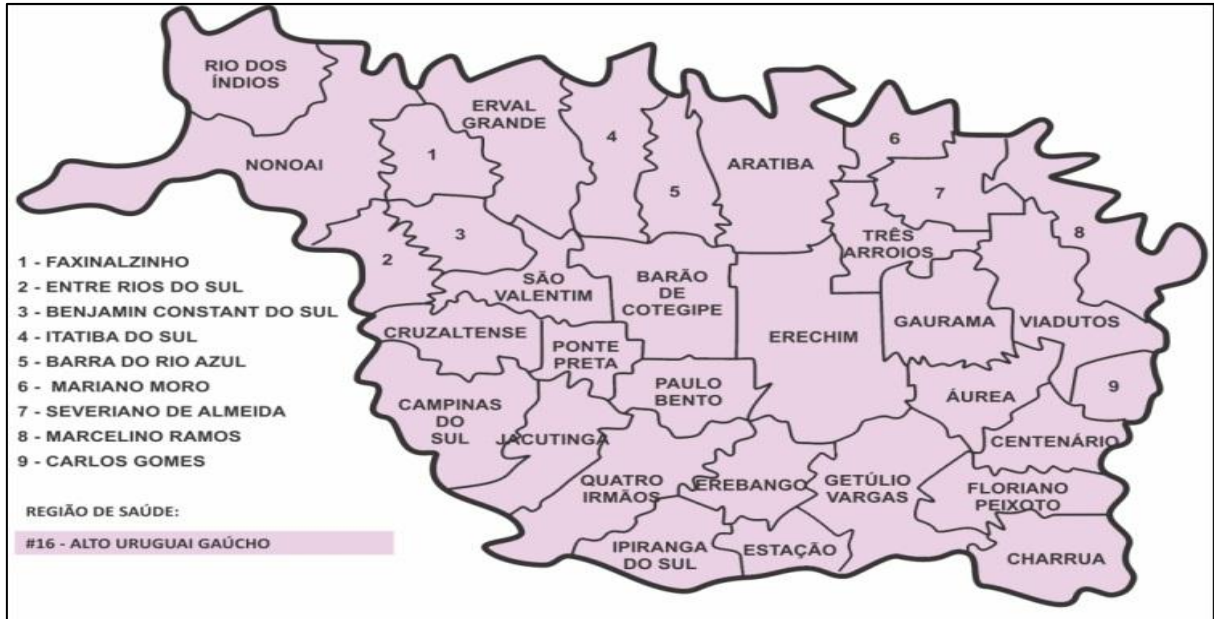 RIO DOS
ÍNDIOS
NONOAI
ERVAL
GRANDE
1
4
5
ARATIBA
6
7
8
TRÊS
ARROIOS
2
3
SÃO
VALENTIM
BARÃO
DE
COTEGIPE
ERECHIM
GAURAMA
VIADUTOS
CRUZALTENSE
PONTE
PRETA
PAULO
BENTO
ÁUREA
9
CAMPINAS
DO
SUL
JACUTINGA
CENTENÁRIO
QUATRO
IRMÃOS
EREBANGO
GETÚLIO
VARGAS
FLORIANO
PEIXOTO
IPIRANGA
DO SUL
ESTAÇÃO
CHARRUA
1 - FAXINALZINHO
2 - ENTRE RIOS DO SUL
3 - BENJAMIN CONSTANT DO SUL
4 - ITATIBA DO SUL
5 - BARRA DO RIO AZUL
6 - MARIANO MORO
7 - SEVERIANO DE ALMEIDA
8 - MARCELINO RAMOS
9 - CARLOS GOMES
REGIÃO DE SAÚDE:
#16 - ALTO URUGUAI GAÚCHO